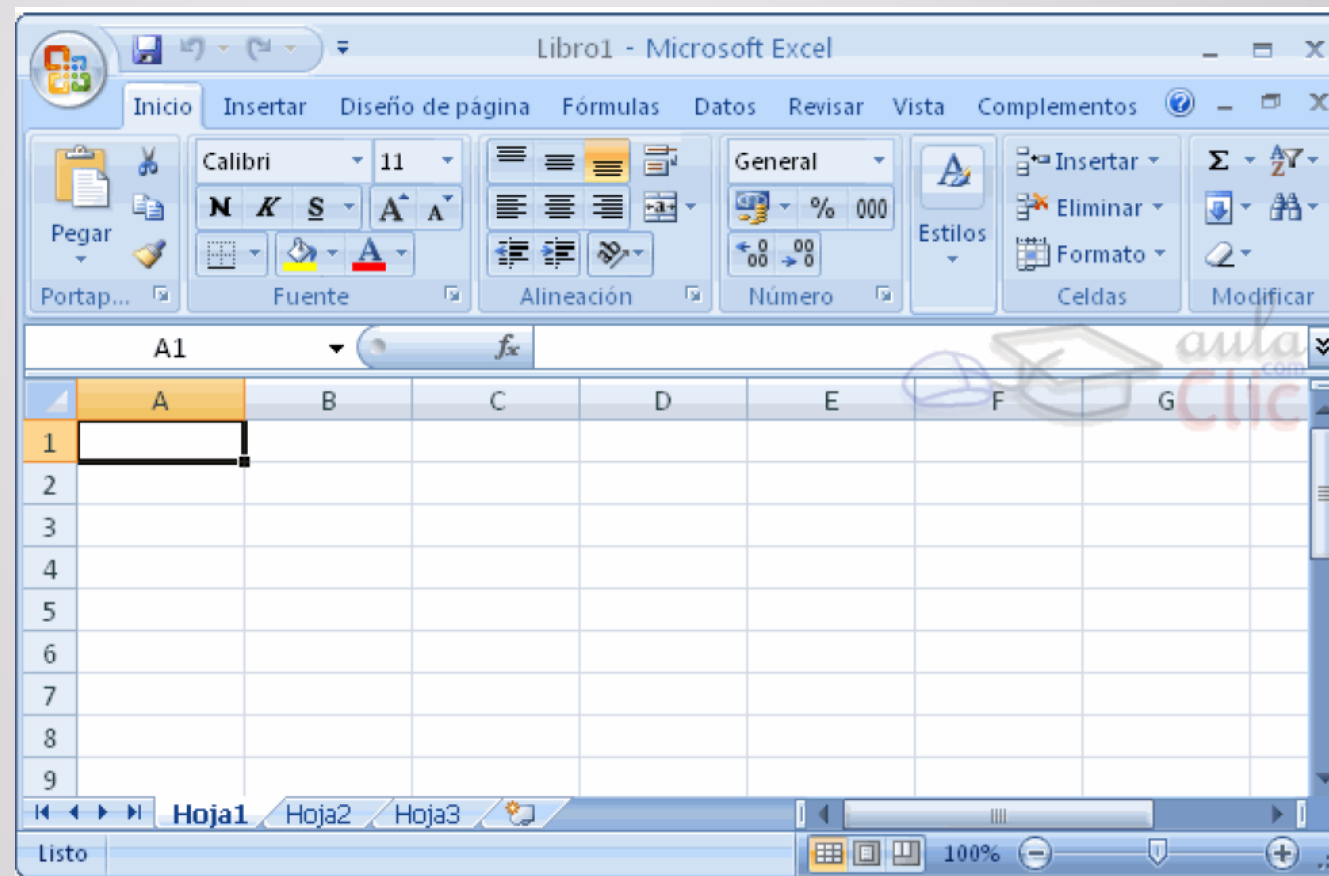 Libro1 - Microsoft Excel
Inicio Insertar Diseño de página Fórmulas Datos Revisar Vista Complementos
Calibri 11 General Insertar Σ
N K S A A % 000 Eliminar
Pegar Estilos
A Formato
Portap... Fuente Alineación Número Celdas Modificar
A1 fx
aula
.com
Clic
A B C D E F G
1
2
3
4
5
6
7
8
9
Hoja1 Hoja2 Hoja3
Listo 100%